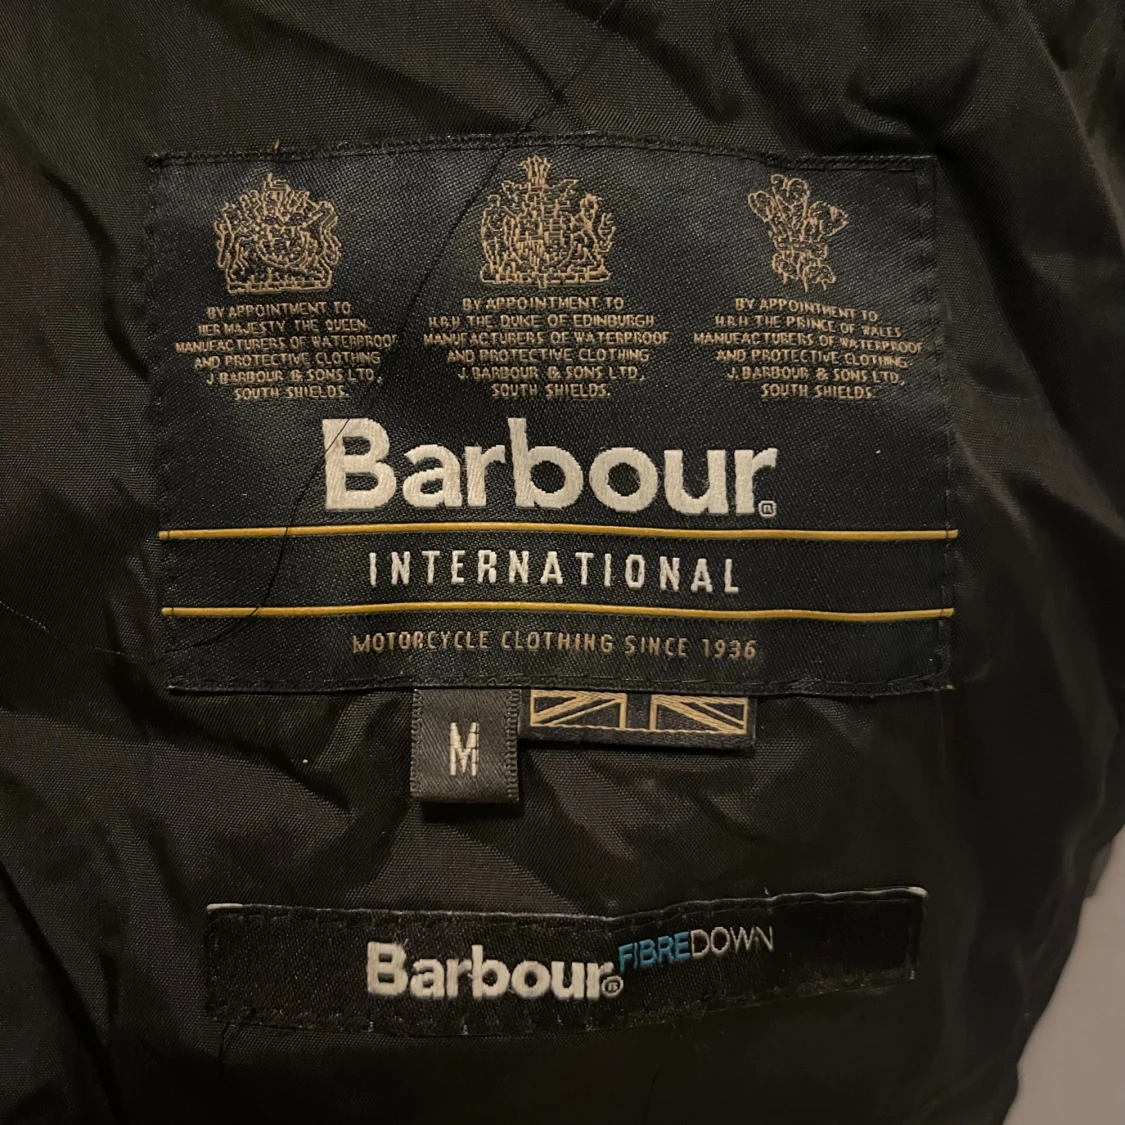 BY APPOINTMENT TO
HER MAJESTY THE QUEEN
MANUFACTURERS OF WATERPROOF
AND PROTECTIVE CLOTHING
J. BARBOUR & SONS LTD,
SOUTH SHIELDS.
BY APPOINTMENT TO
H.R.H THE DUKE OF EDINBURGH
MANUFACTURERS OF WATERPROOF
AND PROTECTIVE CLOTHING
J. BARBOUR & SONS LTD,
SOUTH SHIELDS.
BY APPOINTMENT TO
H.R.H THE PRINCE OF WALES
MANUFACTURERS OF WATERPROOF
AND PROTECTIVE CLOTHING
J. BARBOUR & SONS LTD,
SOUTH SHIELDS.
Barbour®
INTERNATIONAL
MOTORCYCLE CLOTHING SINCE 1936
M
Barbour® FIBREDOWN